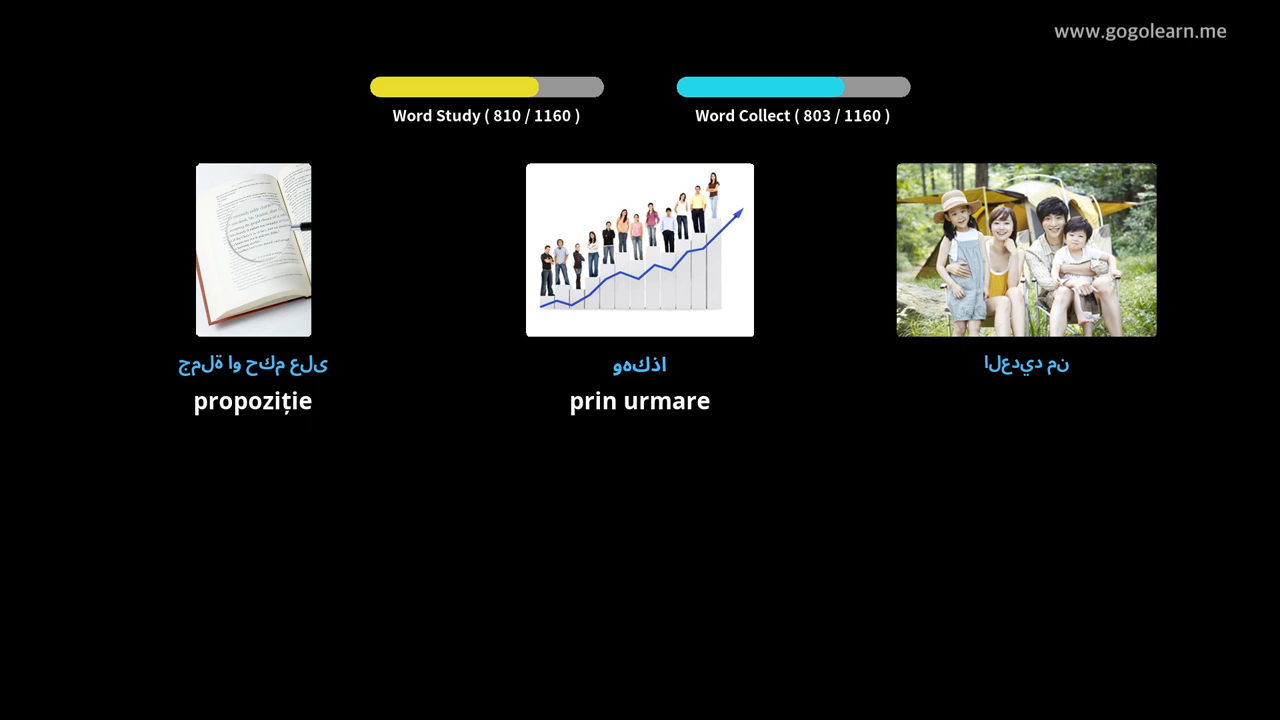 www.gogolearn.me
Word Study ( 810 / 1160 )
Word Collect ( 803 / 1160 )
جملة او حكم على
propoziție
وهكذا
prin urmare
العديد من